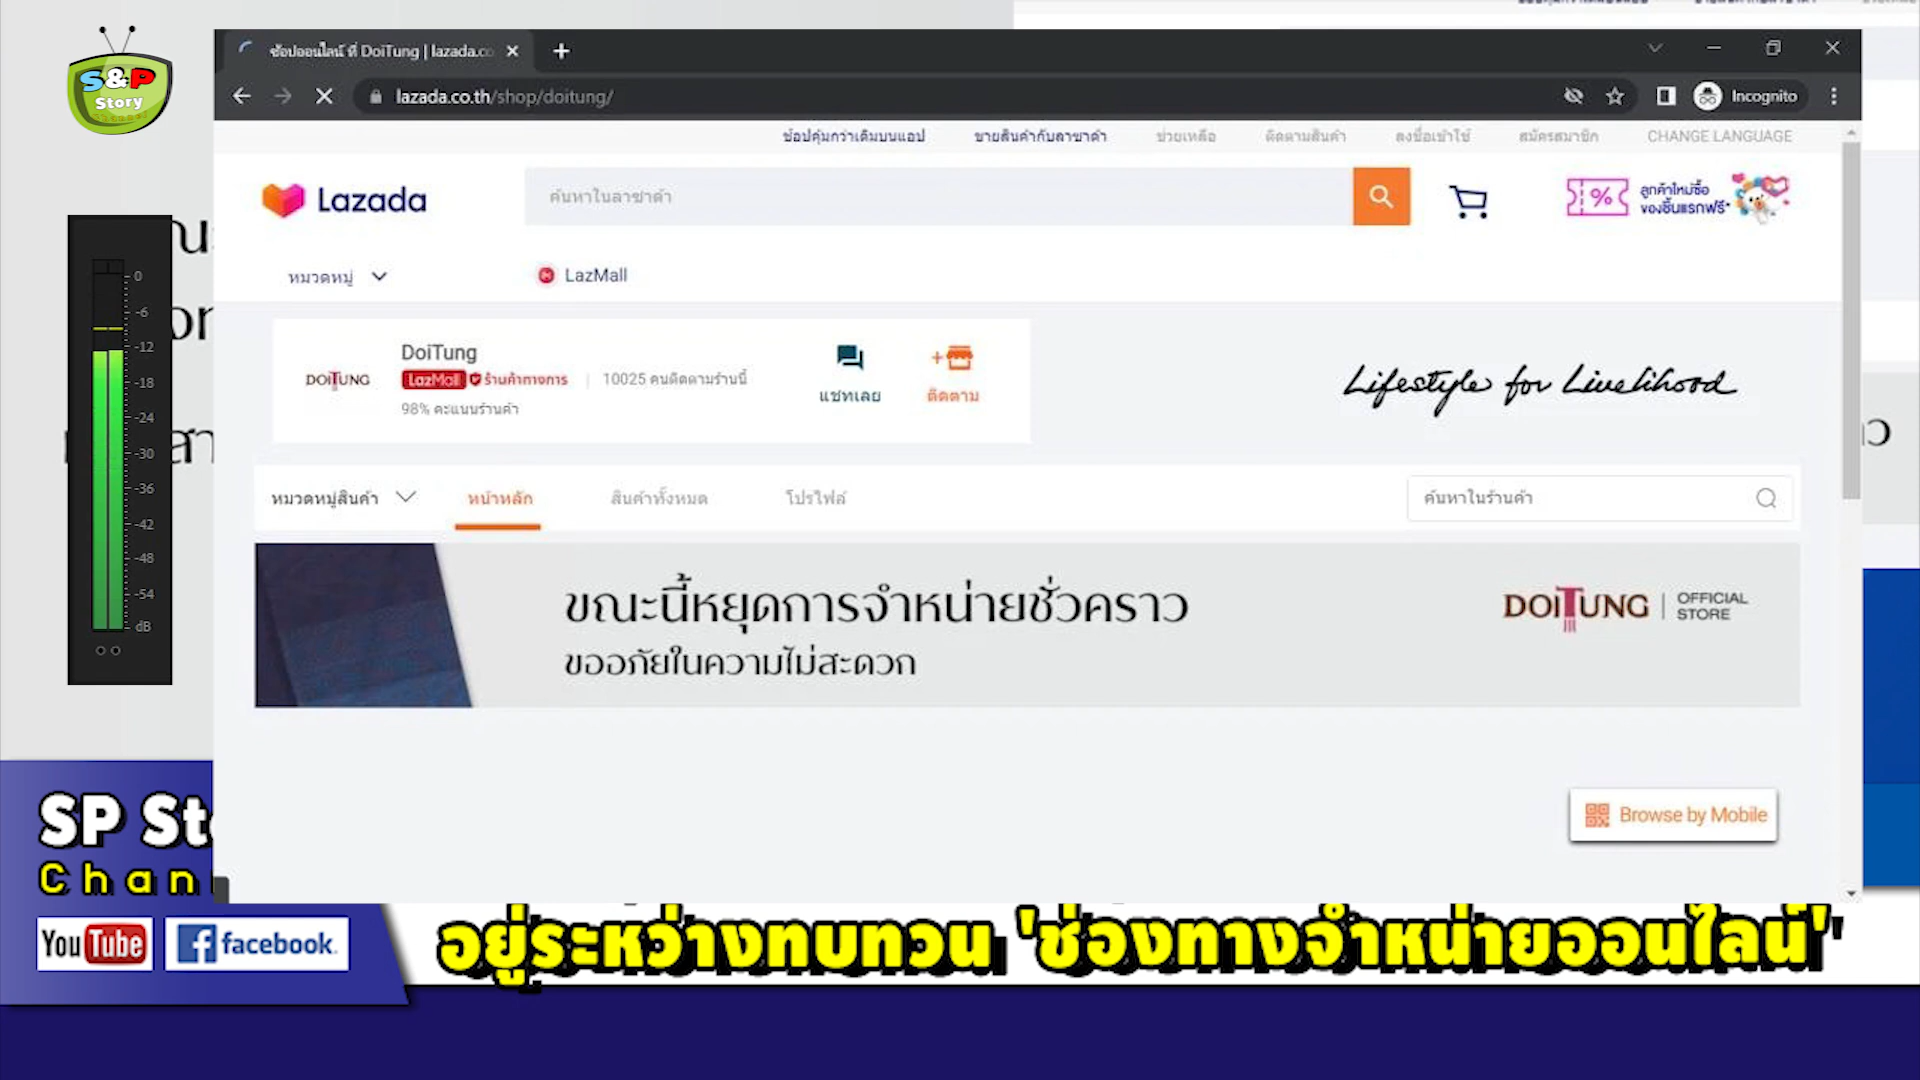 S&P
Story
Channel
ช้อปออนไลน์ ที่ DoiTung | lazada.co
lazada.co.th/shop/doitung/
Incognito
ช้อปคุ้มกว่าเดิมบนแอป
ขายสินค้ากับลาซาด้า
ช่วยเหลือ
ติดตามสินค้า
ลงชื่อเข้าใช้
สมัครสมาชิก
CHANGE LANGUAGE
Lazada
ค้นหาในลาซาด้า
%
ลูกค้าใหม่ซื้อ
ของชิ้นแรกฟรี*
หมวดหมู่
LazMall
DOITUNG
DoiTung
LazMall ร้านค้าทางการ | 10025 คนติดตามร้านนี้
98% คะแนนร้านค้า
แชทเลย
ติดตาม
Lifestyle for Livelihood
หมวดหมู่สินค้า
หน้าหลัก
สินค้าทั้งหมด
โปรไฟล์
ค้นหาในร้านค้า
ขณะนี้หยุดการจำหน่ายชั่วคราว
ขออภัยในความไม่สะดวก
DOITUNG | OFFICIAL STORE
Browse by Mobile
0
-6
-12
-18
-24
-30
-36
-42
-48
-54
dB
SP St
Chan
YouTube
facebook.
อยู่ระหว่างทบทวน 'ช่องทางจำหน่ายออนไลน์'